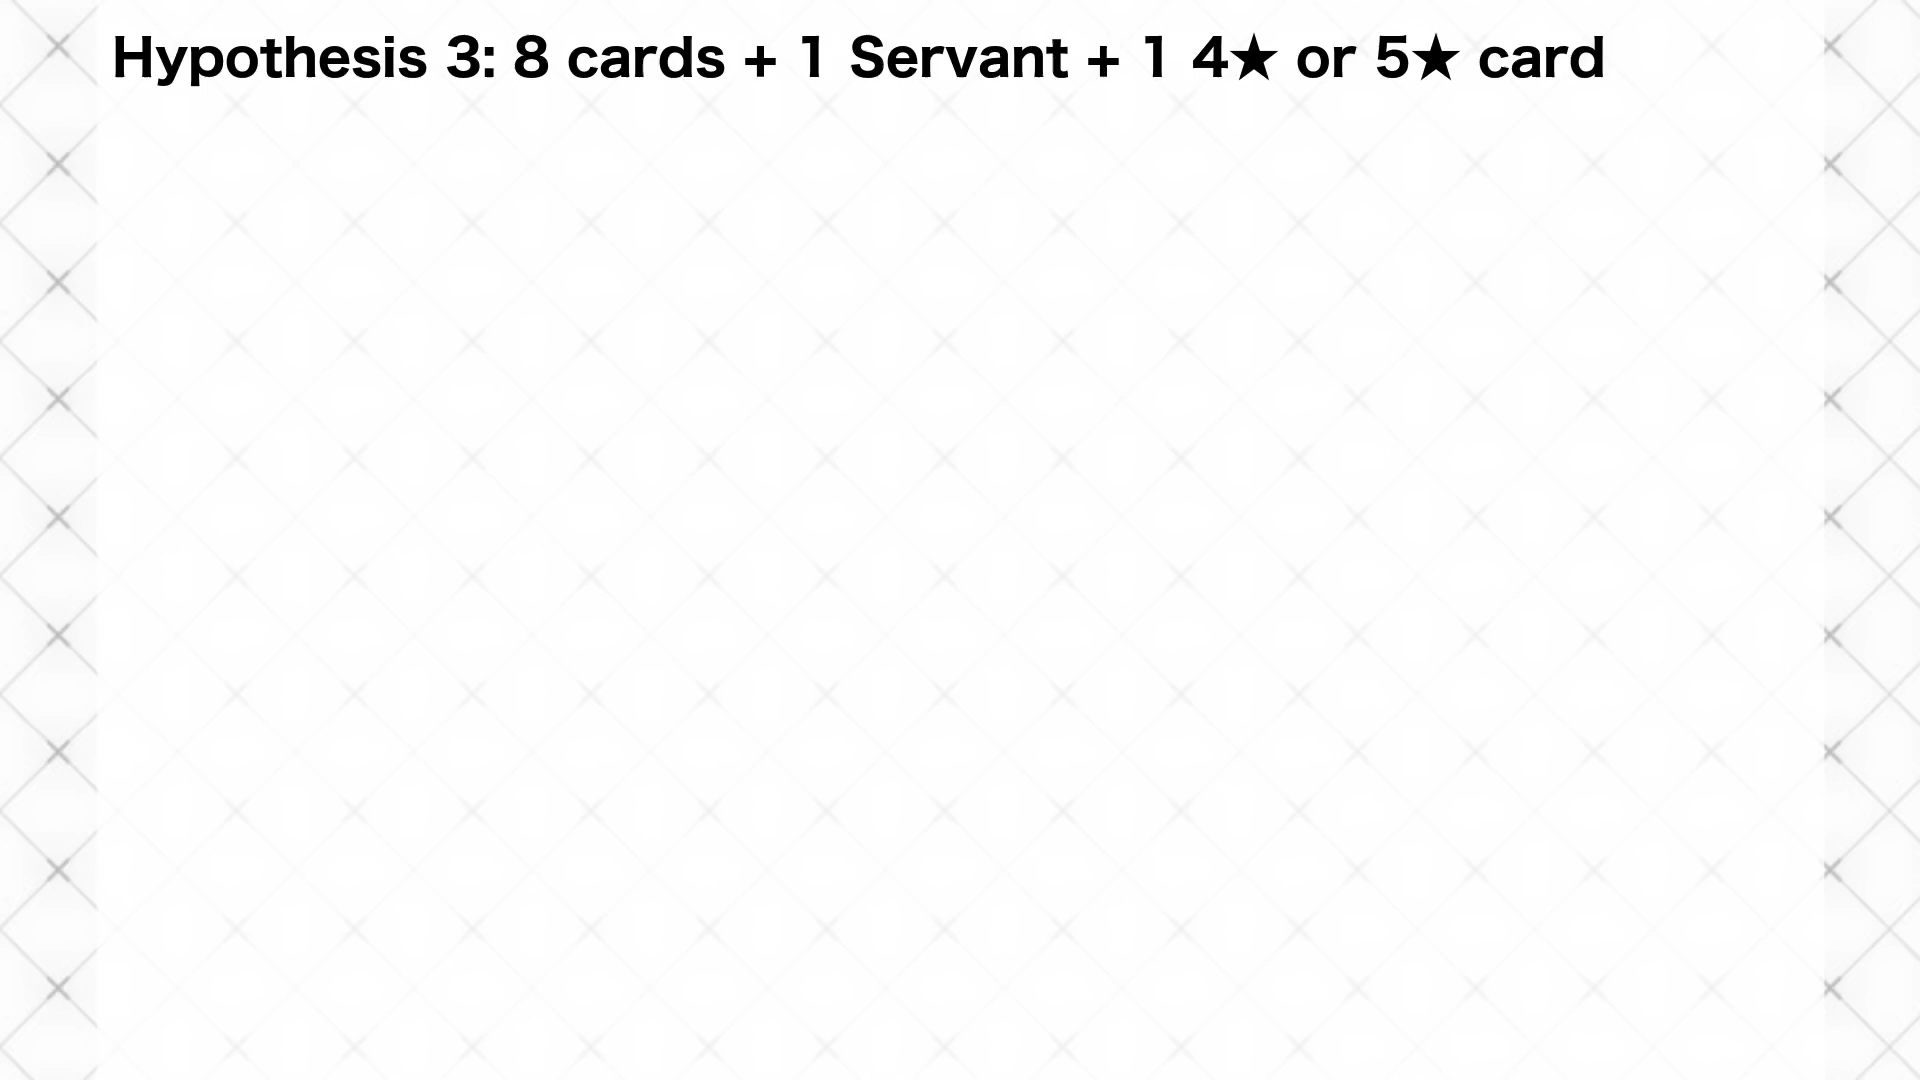 Hypothesis 3: 8 cards + 1 Servant + 1 4★ or 5★ card